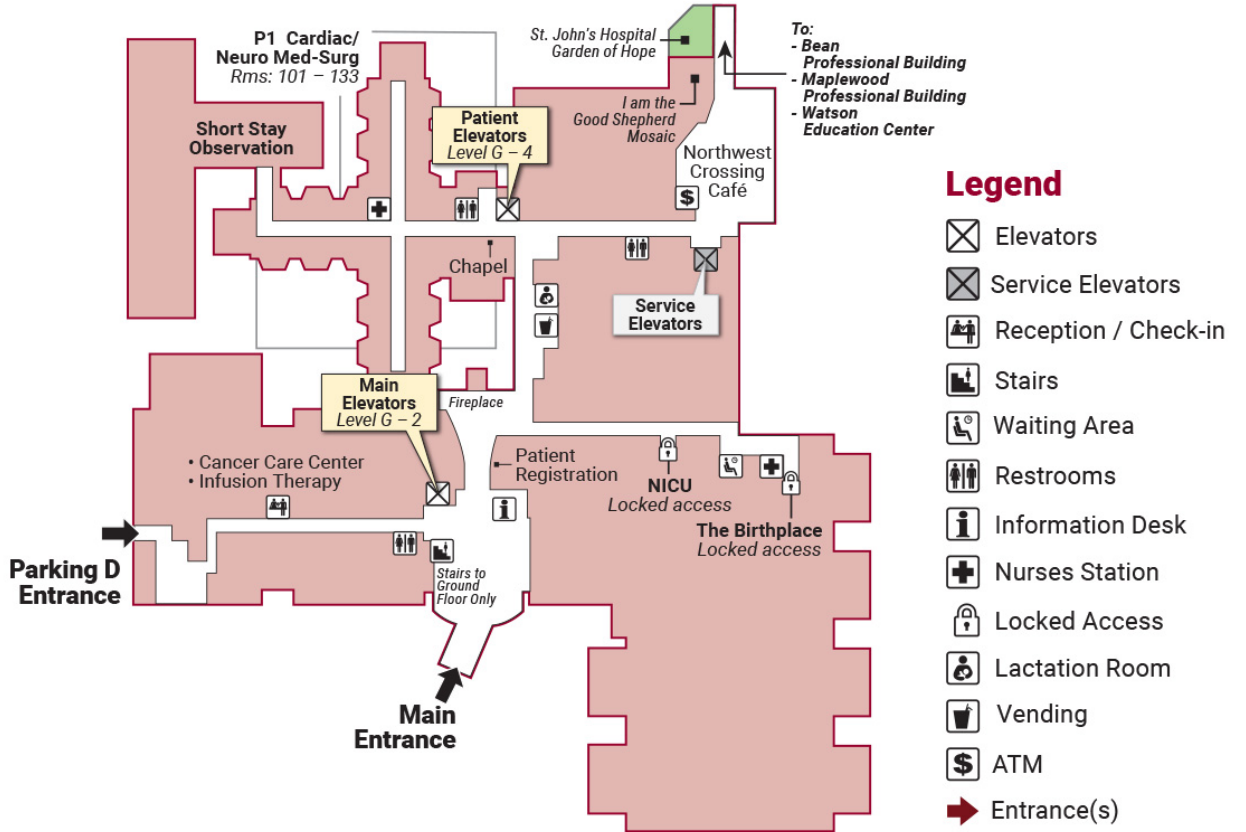 P1 Cardiac/
Neuro Med-Surg
Rms: 101 – 133
St. John's Hospital
Garden of Hope
To:
- Bean
Professional Building
- Maplewood
Professional Building
- Watson
Education Center
I am the
Good Shepherd
Mosaic
Short Stay
Observation
Patient
Elevators
Level G – 4
Northwest
Crossing
Café
$
Chapel
Service
Elevators
Main
Elevators
Level G – 2
Fireplace
• Cancer Care Center
• Infusion Therapy
Patient
Registration
i
NICU
Locked access
The Birthplace
Locked access
Parking D
Entrance
Stairs to
Ground
Floor Only
Main
Entrance
Legend
Elevators
Service Elevators
Reception / Check-in
Stairs
Waiting Area
Restrooms
i Information Desk
Nurses Station
Locked Access
Lactation Room
Vending
$ ATM
Entrance(s)